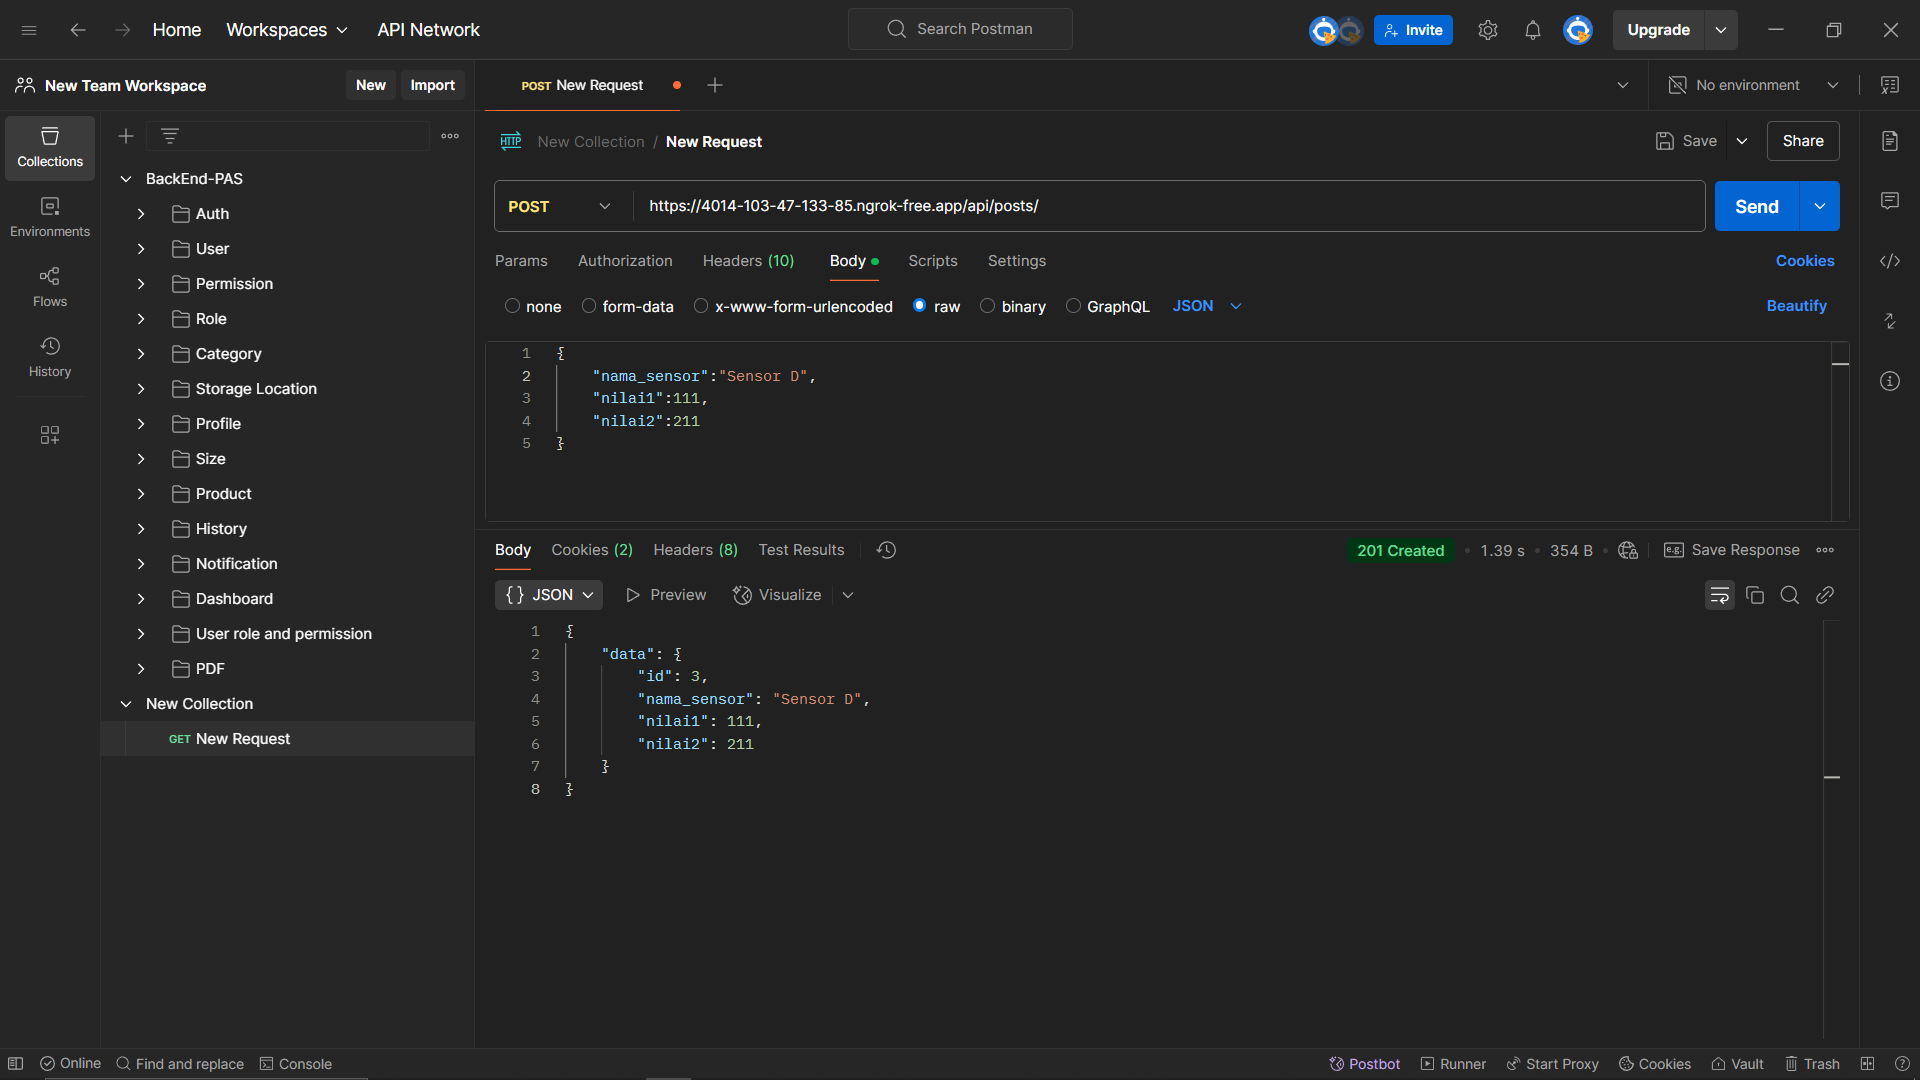 Home Workspaces API Network Search Postman Invite Upgrade
New Team Workspace New Import POST New Request No environment
Collections
Environments
Flows
History
BackEnd-PAS
Auth
User
Permission
Role
Category
Storage Location
Profile
Size
Product
History
Notification
Dashboard
User role and permission
PDF
New Collection
GET New Request
HTTP New Collection / New Request Save Share
POST https://4014-103-47-133-85.ngrok-free.app/api/posts/ Send
Params Authorization Headers (10) Body Scripts Settings Cookies
none form-data x-www-form-urlencoded raw binary GraphQL JSON Beautify
1 {
2 "nama_sensor":"Sensor D",
3 "nilai1":111,
4 "nilai2":211
5 }
Body Cookies (2) Headers (8) Test Results 201 Created 1.39 s 354 B e.g. Save Response
{} JSON Preview Visualize
1 {
2 "data": {
3 "id": 3,
4 "nama_sensor": "Sensor D",
5 "nilai1": 111,
6 "nilai2": 211
7 }
8 }
Online Find and replace Console Postbot Runner Start Proxy Cookies Vault Trash